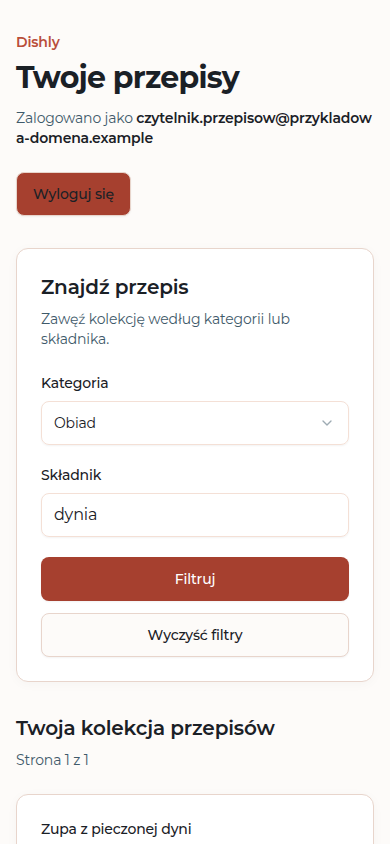 Dishly
Twoje przepisy
Zalogowano jako czytelnik.przepisow@przykladow
a-domena.example
Wyloguj się
Znajdź przepis
Zawęź kolekcję według kategorii lub
składnika.
Kategoria
Obiad
Składnik
dynia
Filtruj
Wyczyść filtry
Twoja kolekcja przepisów
Strona 1 z 1
Zupa z pieczonej dyni